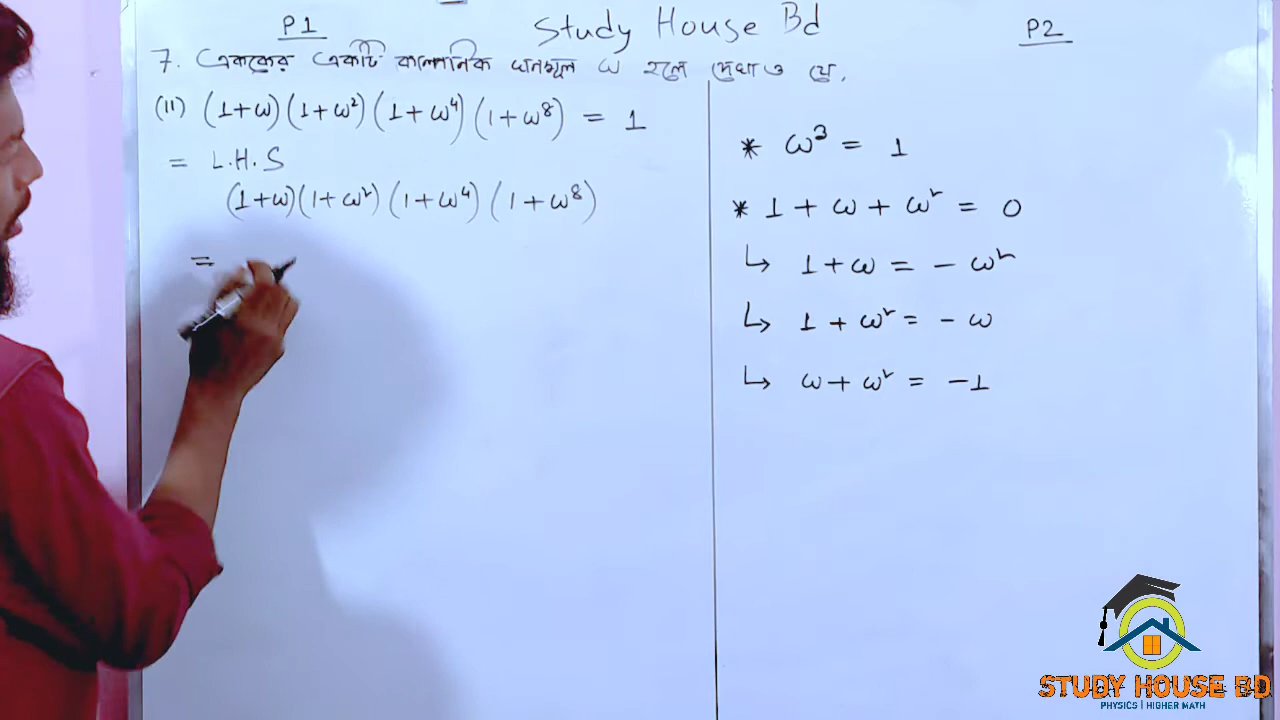 P1
Study House Bd
P2
7. এককের একটি কাল্পনিক ঘনমূল ω হলে দেখাও যে,
(11) (1+ω)(1+ω²)(1+ω⁴)(1+ω⁸) = 1
= L.H.S
(1+ω)(1+ω²)(1+ω⁴)(1+ω⁸)
=
* ω³ = 1
* 1 + ω + ω² = 0
↳ 1+ω = - ω²
↳ 1 + ω² = - ω
↳ ω + ω² = -1
STUDY HOUSE BD
PHYSICS | HIGHER MATH